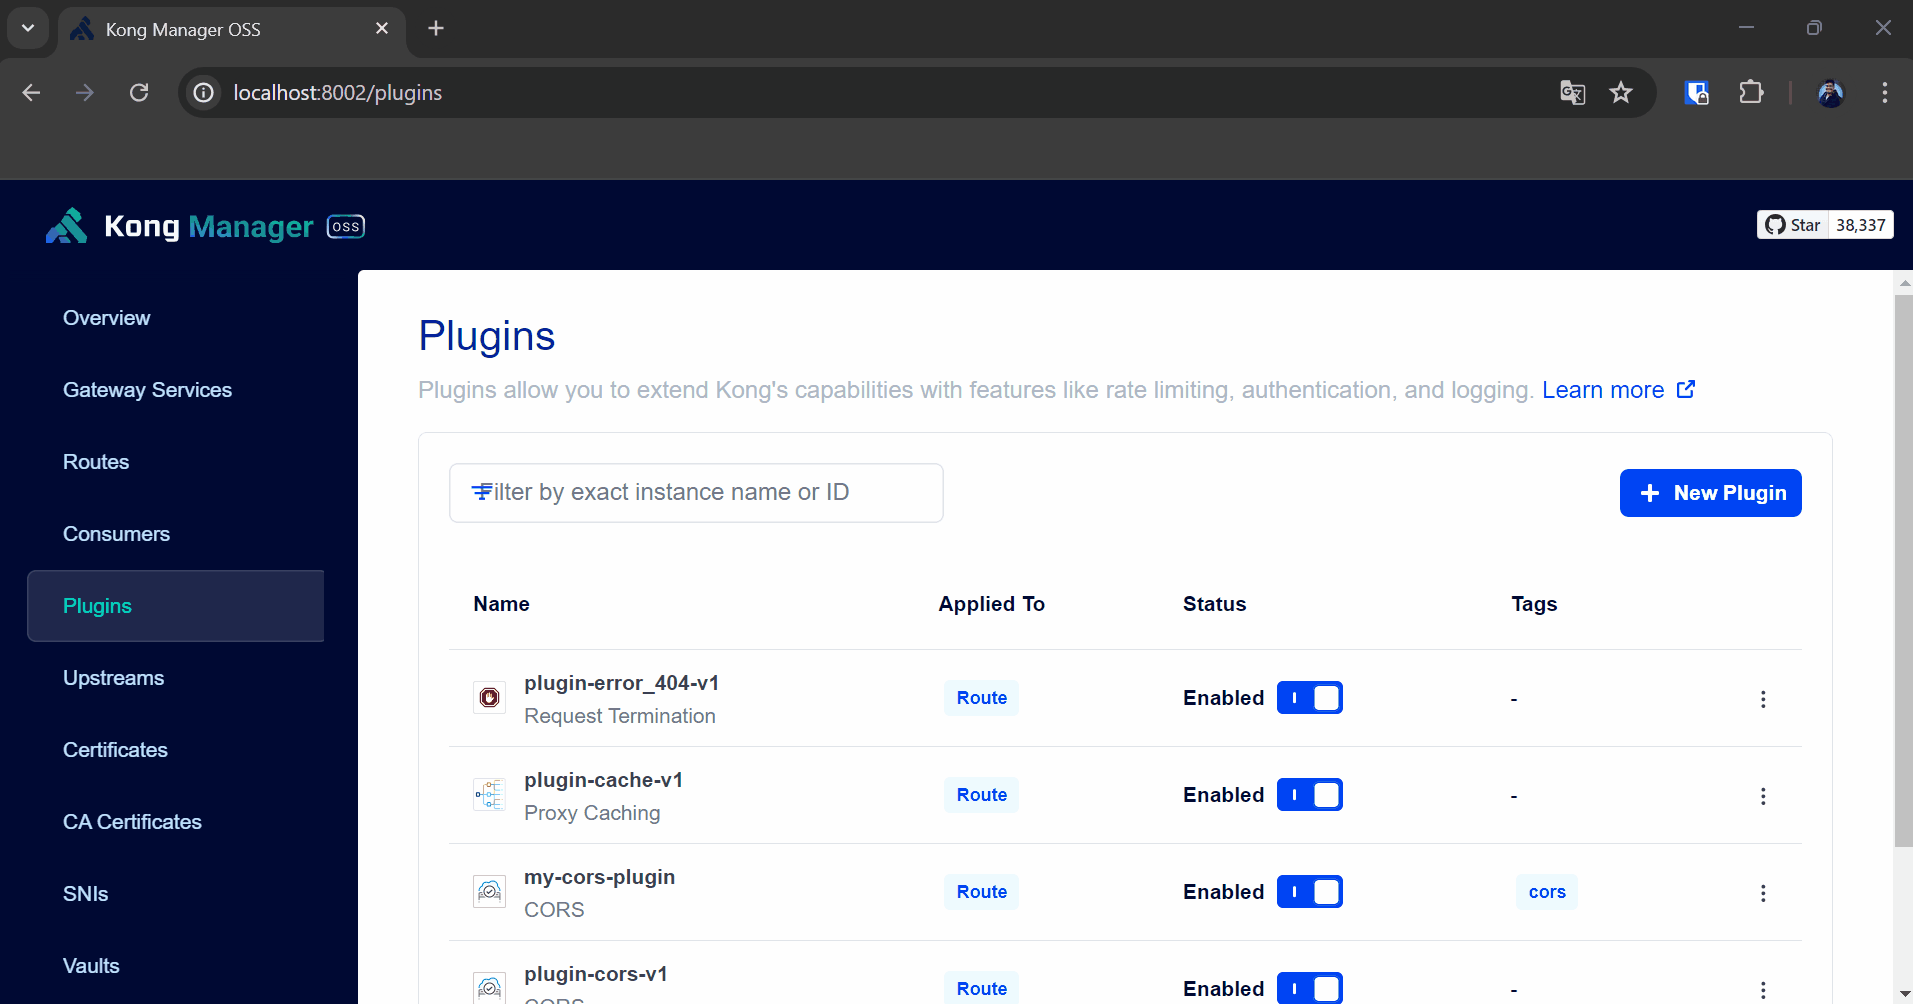 Kong Manager OSS
localhost:8002/plugins
Kong Manager OSS
Star 38,337
Overview
Gateway Services
Routes
Consumers
Plugins
Upstreams
Certificates
CA Certificates
SNIs
Vaults
Plugins
Plugins allow you to extend Kong's capabilities with features like rate limiting, authentication, and logging. Learn more
Filter by exact instance name or ID
New Plugin
Name Applied To Status Tags
plugin-error_404-v1
Request Termination
Route Enabled -
plugin-cache-v1
Proxy Caching
Route Enabled -
my-cors-plugin
CORS
Route Enabled cors
plugin-cors-v1
CORS
Route Enabled -